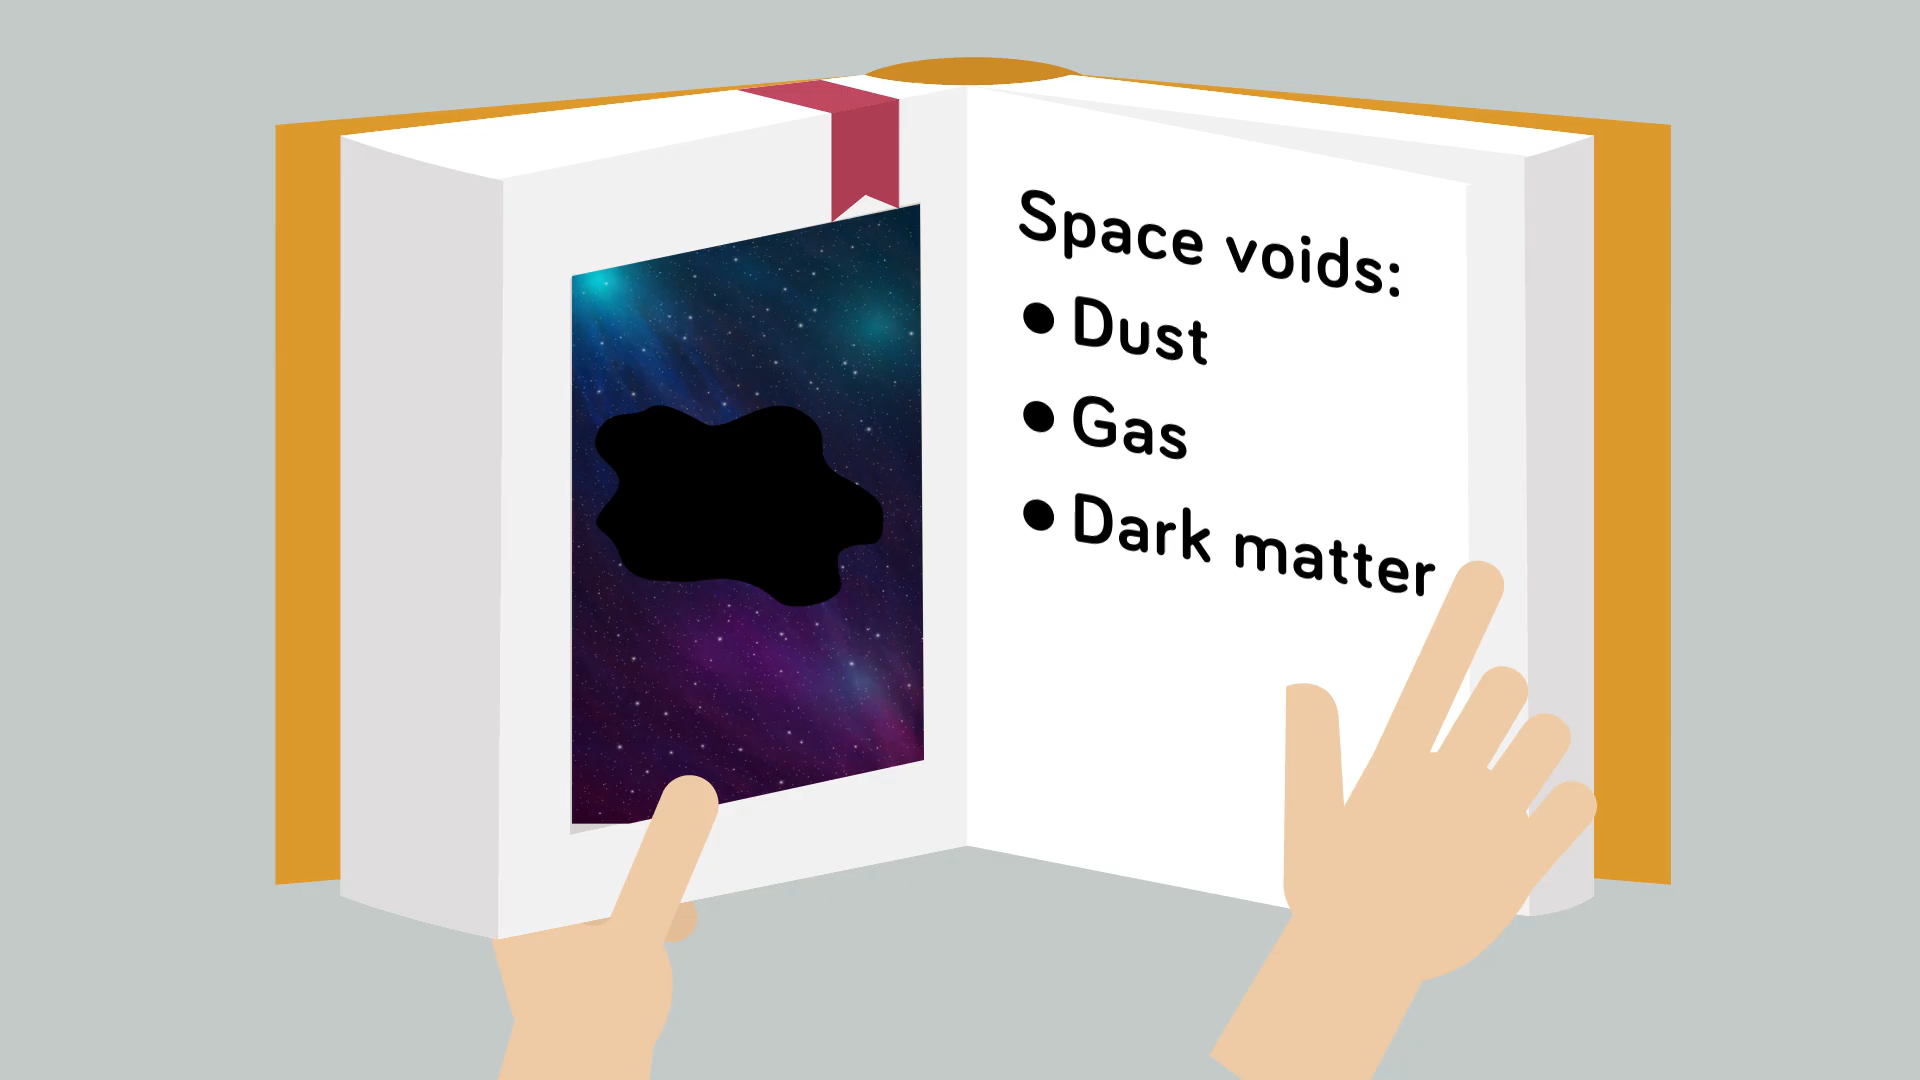 Space voids:
• Dust
• Gas
• Dark matter